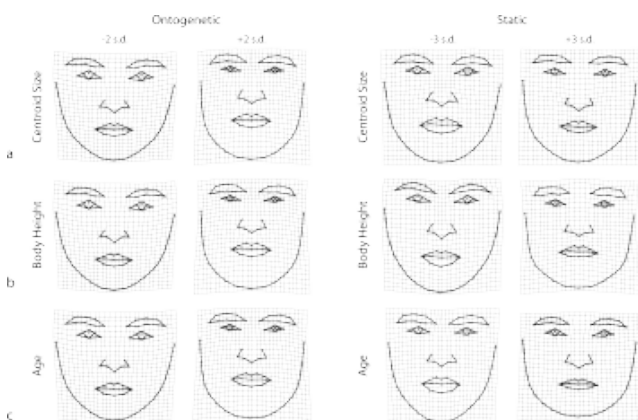 Ontogenetic
Static
-2 s.d.
+2 s.d.
-3 s.d.
+3 s.d.
Centroid Size
Centroid Size
a
Body Height
Body Height
b
Age
Age
c